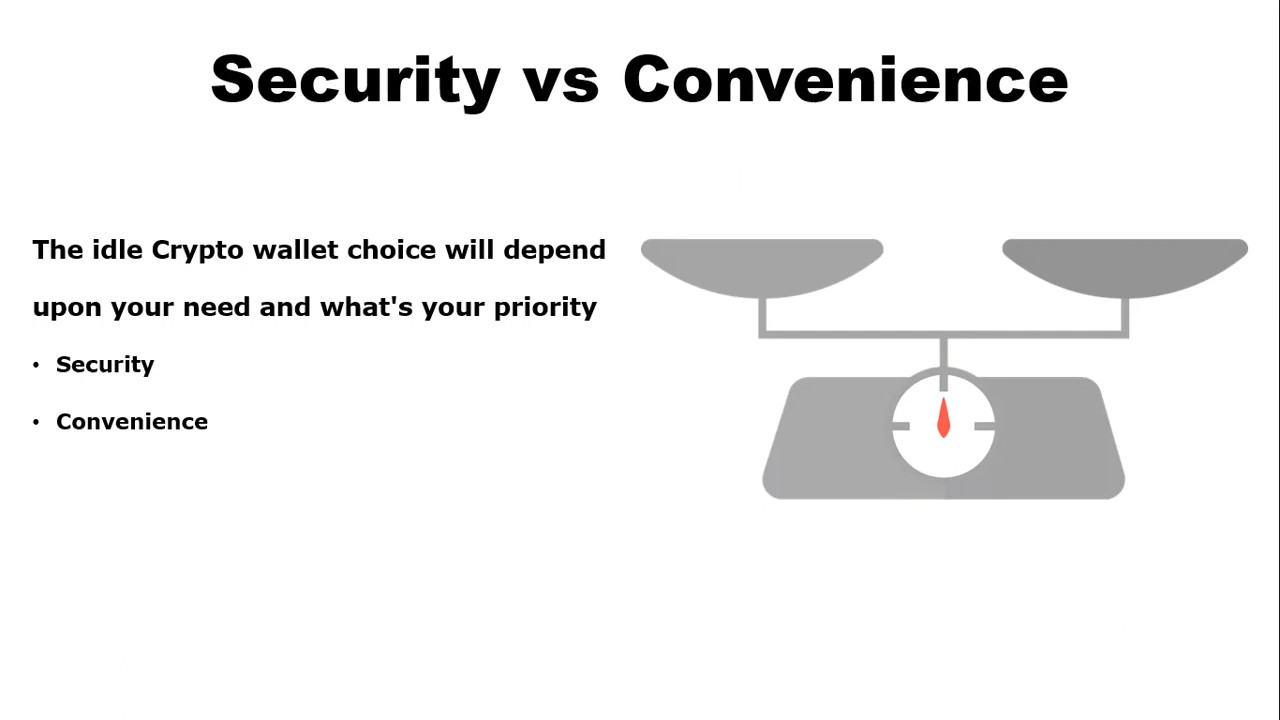 Security vs Convenience
The idle Crypto wallet choice will depend
upon your need and what's your priority
• Security
• Convenience